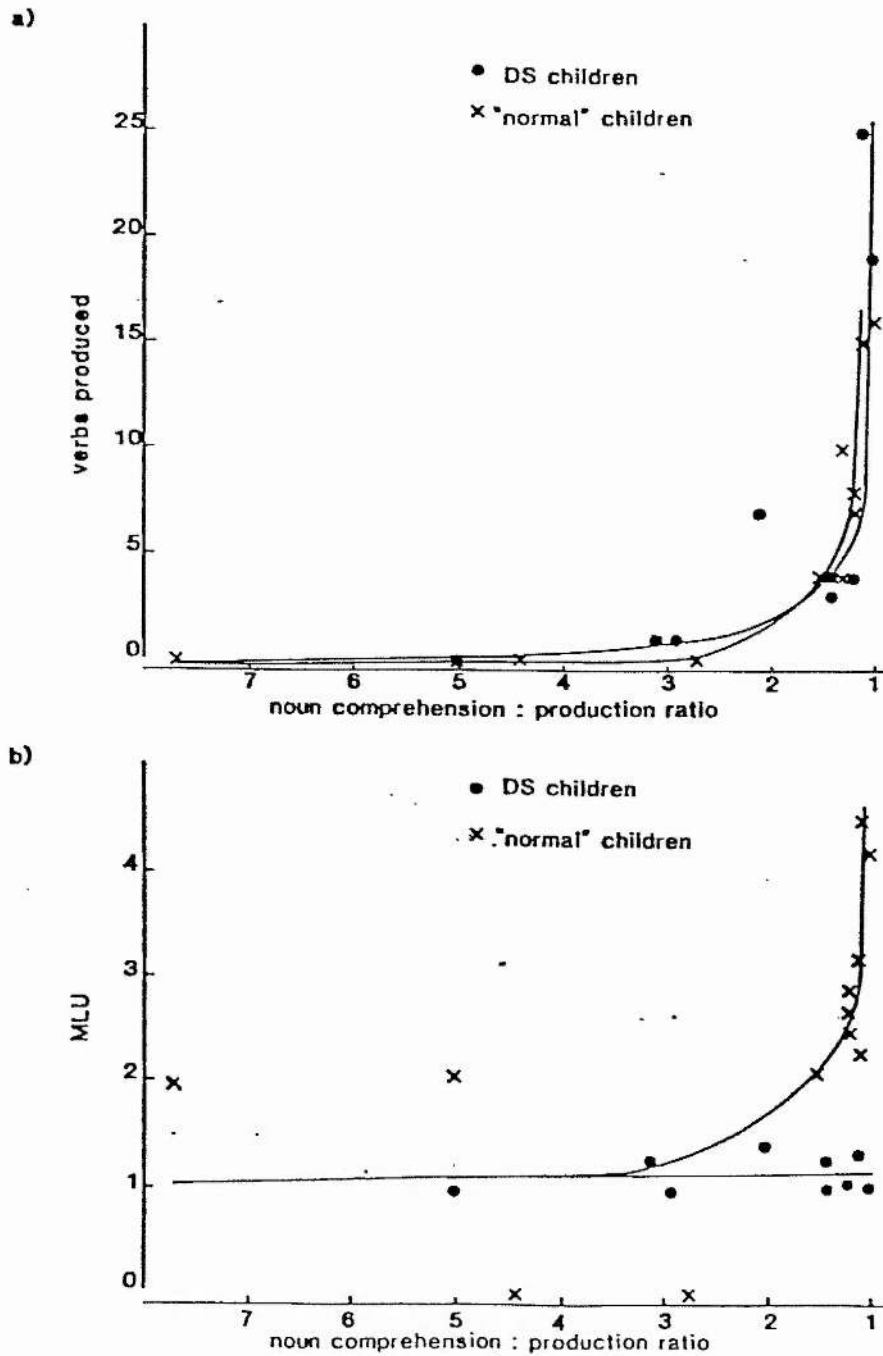 a)
● DS children
× "normal" children
25
20
15
10
5
0
verbs produced
7 6 5 4 3 2 1
noun comprehension : production ratio
b)
● DS children
× "normal" children
4
3
2
1
0
MLU
7 6 5 4 3 2 1
noun comprehension : production ratio